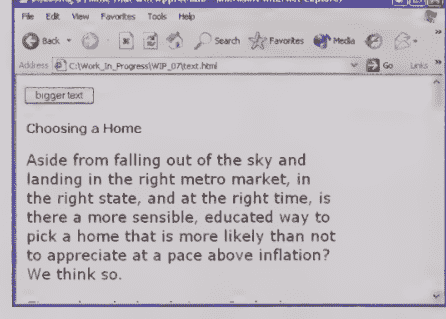 File Edit View Favorites Tools Help
Back Search Favorites Media
Address C:\Work_In_Progress\WIP_07\text.html Go Links
bigger text
Choosing a Home
Aside from falling out of the sky and
landing in the right metro market, in
the right state, and at the right time, is
there a more sensible, educated way to
pick a home that is more likely than not
to appreciate at a pace above inflation?
We think so.